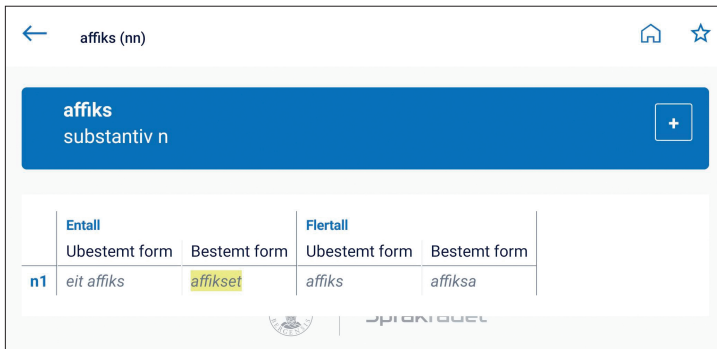 affiks (nn)
affiks
substantiv n
+
Entall Flertall
Ubestemt form Bestemt form Ubestemt form Bestemt form
n1 eit affiks affikset affiks affiksa